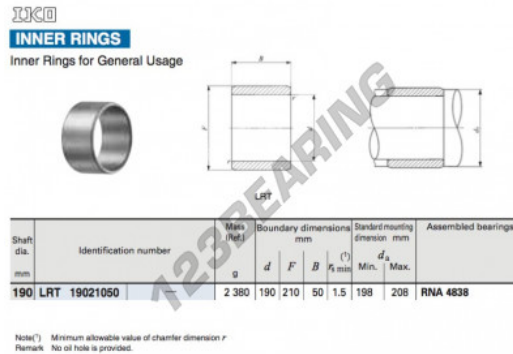 IKO
INNER RINGS
Inner Rings for General Usage
B
F
d
r
r
da
LRT
123BEARING
Shaft dia. mm | Identification number | Mass (Ref.) g | Boundary dimensions mm | Standard mounting dimension mm | Assembled bearings
d | F | B | rs min (1) | da Min. Max.
190 | LRT 19021050 | — | 2 380 | 190 | 210 | 50 | 1.5 | 198 | 208 | RNA 4838
Note(1) Minimum allowable value of chamfer dimension r
Remark No oil hole is provided.